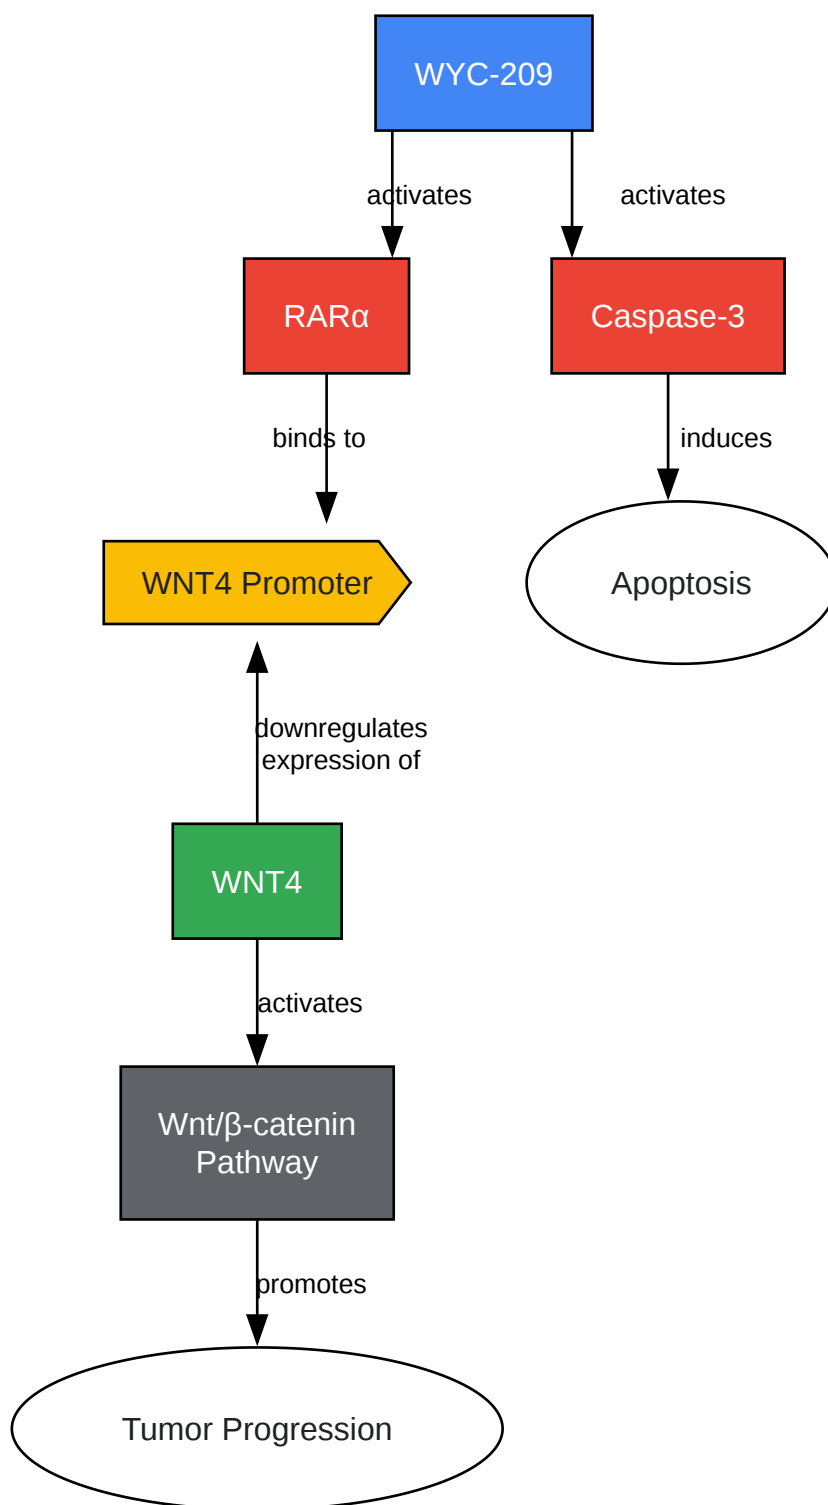 WYC-209
activates
activates
RARα
Caspase-3
binds to
induces
WNT4 Promoter
Apoptosis
downregulates
expression of
WNT4
activates
Wnt/β-catenin
Pathway
promotes
Tumor Progression